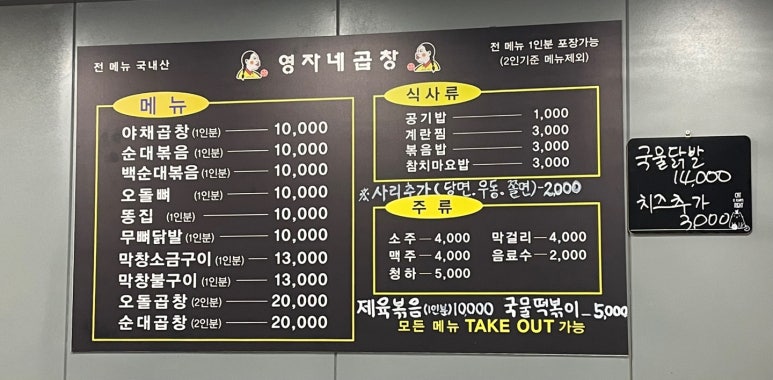 전 메뉴 국내산
영자네곱창
전 메뉴 1인분 포장가능
(2인기준 메뉴제외)
메뉴
야채곱창 (1인분) 10,000
순대볶음 (1인분) 10,000
백순대볶음 (1인분) 10,000
오돌뼈 (1인분) 10,000
똥집 (1인분) 10,000
무뼈닭발 (1인분) 10,000
막창소금구이 (1인분) 13,000
막창불구이 (1인분) 13,000
오돌곱창 (2인분) 20,000
순대곱창 (2인분) 20,000
식사류
공기밥 1,000
계란찜 3,000
볶음밥 3,000
참치마요밥 3,000
※사리추가(당면.우동.쫄면)-2,000
주류
소주 4,000 막걸리 4,000
맥주 4,000 음료수 2,000
청하 5,000
제육볶음(1인분)10,000 국물떡볶이 - 5,000
모든 메뉴 TAKE OUT 가능
국물닭발
14,000
치즈추가
3,000